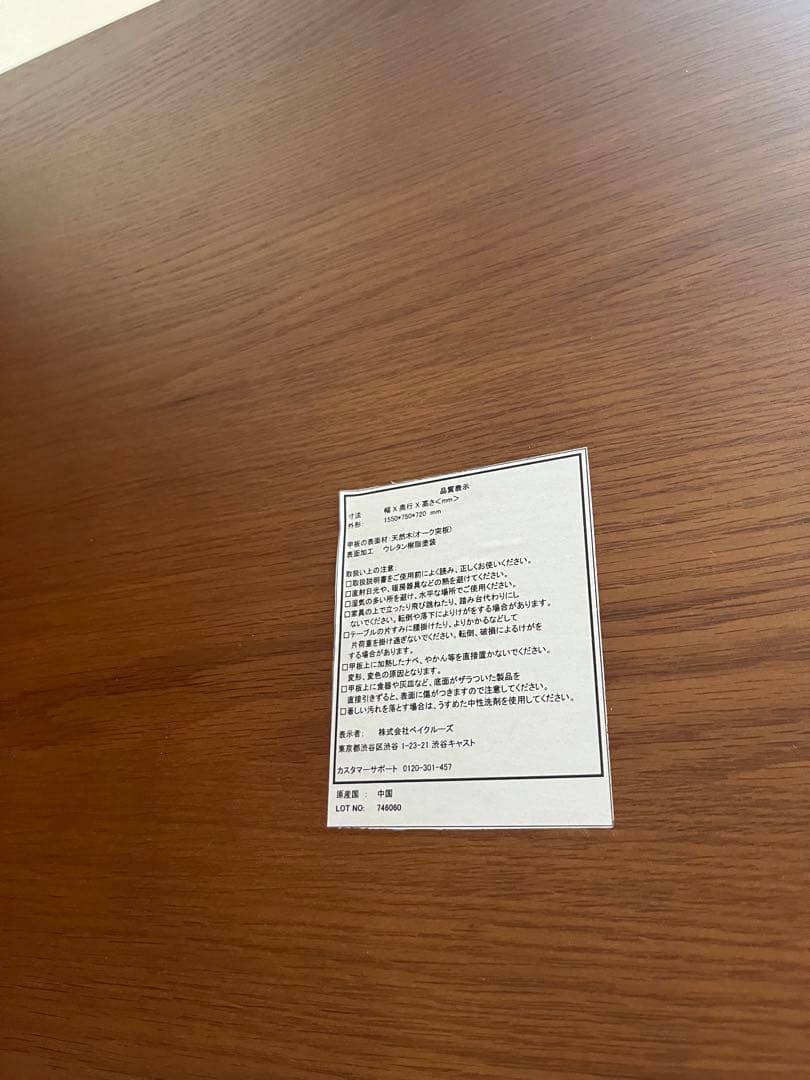 品質表示
寸法 幅 X 奥行 X 高さ<mm>
外形: 1550*750*720 mm
甲板の表面材:天然木(オーク突板)
表面加工 ウレタン樹脂塗装
取扱い上の注意:
□取扱説明書をご使用前によく読み、正しくお使いください。
□直射日光や、暖房器具などの熱を避けてください。
□湿気の多い所を避け、水平な場所でご使用ください。
□家具の上で立ったり飛び跳ねたり、踏み台代わりにし
ないでください。転倒や落下によりけがをする場合があります。
□テーブルの片すみに腰掛けたり、よりかかるなどして
片荷重を掛け過ぎないでください。転倒、破損によるけがを
する場合があります。
□甲板上に加熱したナベ、やかん等を直接置かないでください。
変形、変色の原因となります。
□甲板上に食器や灰皿など、底面がザラついた製品を
直接引きずると、表面に傷がつきますので注意してください。
□著しい汚れを落とす場合は、うすめた中性洗剤を使用してください。
表示者: 株式会社ベイクルーズ
東京都渋谷区渋谷 1-23-21 渋谷キャスト
カスタマーサポート 0120-301-457
原産国 : 中国
LOT NO: 746060